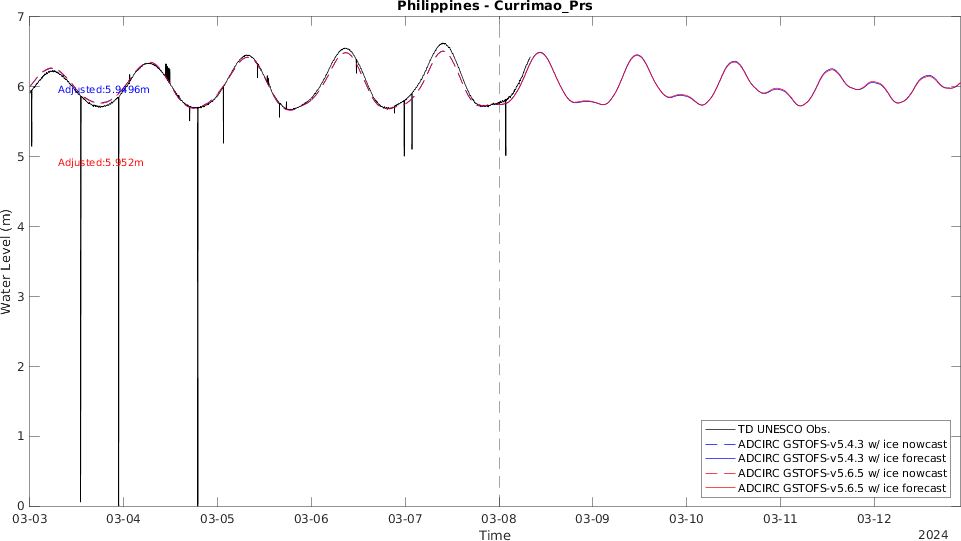 Philippines - Currimao_Prs
Water Level (m)
7
6
5
4
3
2
1
0
Adjusted:5.9496m
Adjusted:5.952m
TD UNESCO Obs.
ADCIRC GSTOFS-v5.4.3 w/ ice nowcast
ADCIRC GSTOFS-v5.4.3 w/ ice forecast
ADCIRC GSTOFS-v5.6.5 w/ ice nowcast
ADCIRC GSTOFS-v5.6.5 w/ ice forecast
03-03 03-04 03-05 03-06 03-07 03-08 03-09 03-10 03-11 03-12
Time
2024